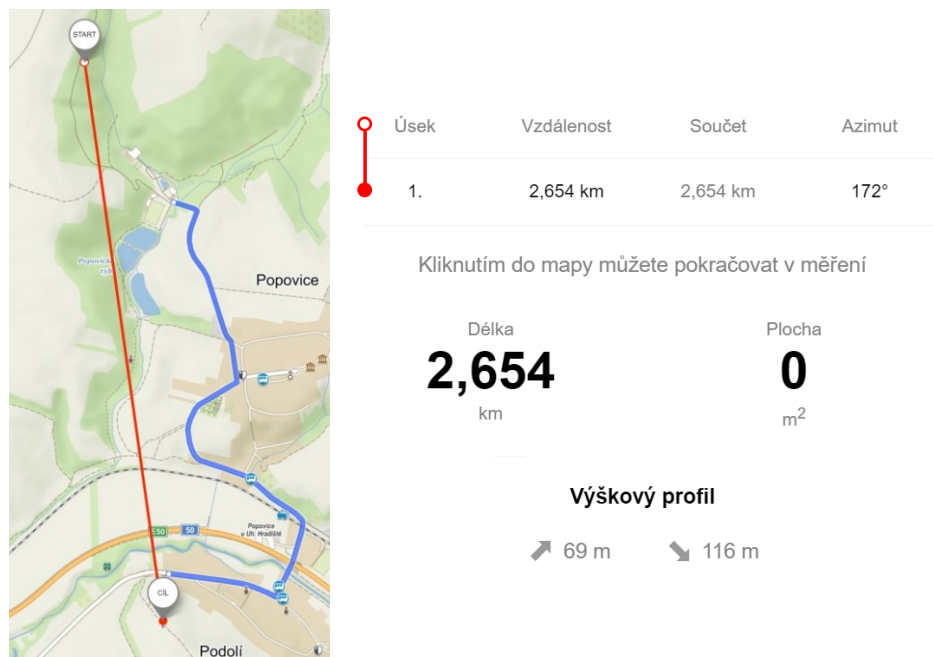 START
Popovick
ryb
Popovice
E50
50
Popovice
u Uh. Hradiště
CÍL
Podolí
Úsek Vzdálenost Součet Azimut
1. 2,654 km 2,654 km 172°
Kliknutím do mapy můžete pokračovat v měření
Délka Plocha
2,654 0
km m2
Výškový profil
69 m 116 m